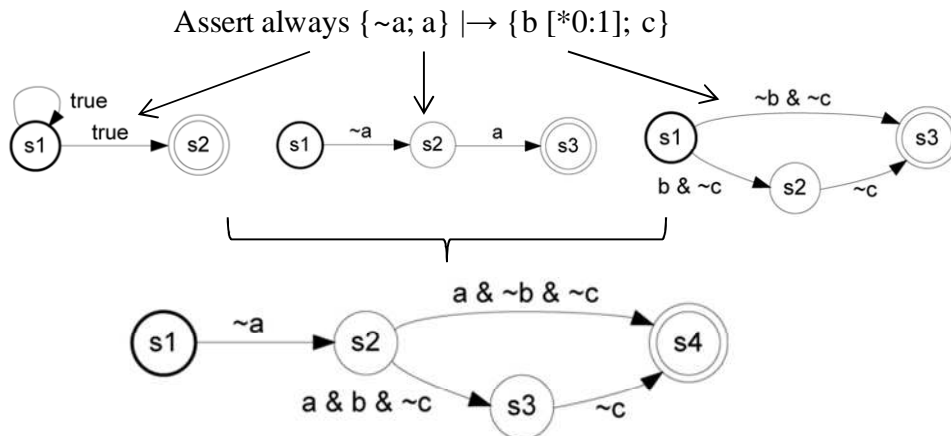 Assert always {~a; a} |→ {b [*0:1]; c}
true
s1
true
s2
s1
~a
s2
a
s3
s1
~b & ~c
s3
b & ~c
s2
~c
s1
~a
s2
a & ~b & ~c
s4
a & b & ~c
s3
~c